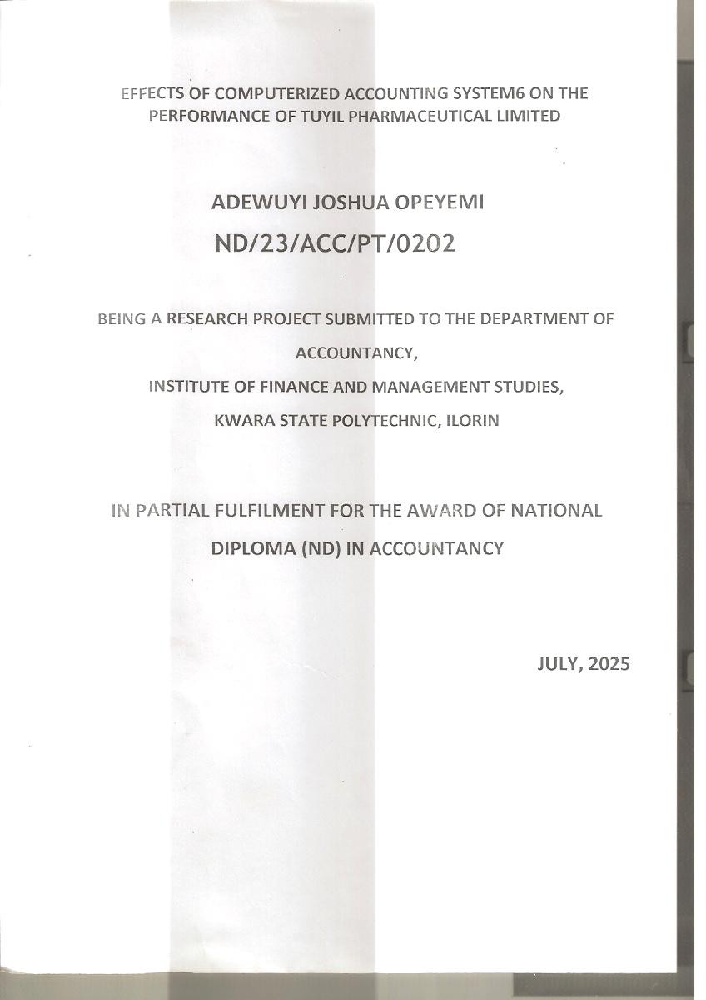 EFFECTS OF COMPUTERIZED ACCOUNTING SYSTEM6 ON THE
PERFORMANCE OF TUYIL PHARMACEUTICAL LIMITED
ADEWUYI JOSHUA OPEYEMI
ND/23/ACC/PT/0202
BEING A RESEARCH PROJECT SUBMITTED TO THE DEPARTMENT OF
ACCOUNTANCY,
INSTITUTE OF FINANCE AND MANAGEMENT STUDIES,
KWARA STATE POLYTECHNIC, ILORIN
IN PARTIAL FULFILMENT FOR THE AWARD OF NATIONAL
DIPLOMA (ND) IN ACCOUNTANCY
JULY, 2025